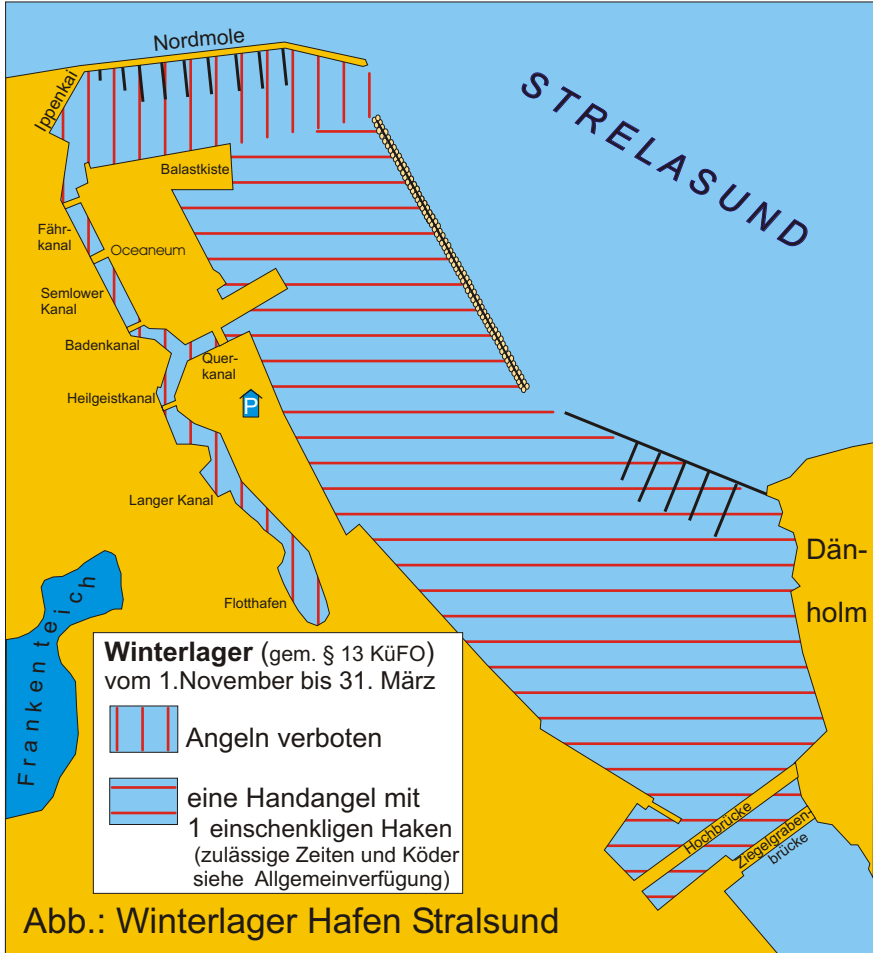 Nordmole
Ippenkai
STRELASUND
Balastkiste
Fähr-
kanal
Oceaneum
Semlower
Kanal
Badenkanal
Quer-
kanal
Heilgeistkanal
P
Langer Kanal
Flotthafen
Dän-
holm
Frankenteich
Winterlager (gem. § 13 KüFO)
vom 1.November bis 31. März
Angeln verboten
eine Handangel mit
1 einschenkligen Haken
(zulässige Zeiten und Köder
siehe Allgemeinverfügung)
Hochbrücke
Ziegelgraben-
brücke
Abb.: Winterlager Hafen Stralsund